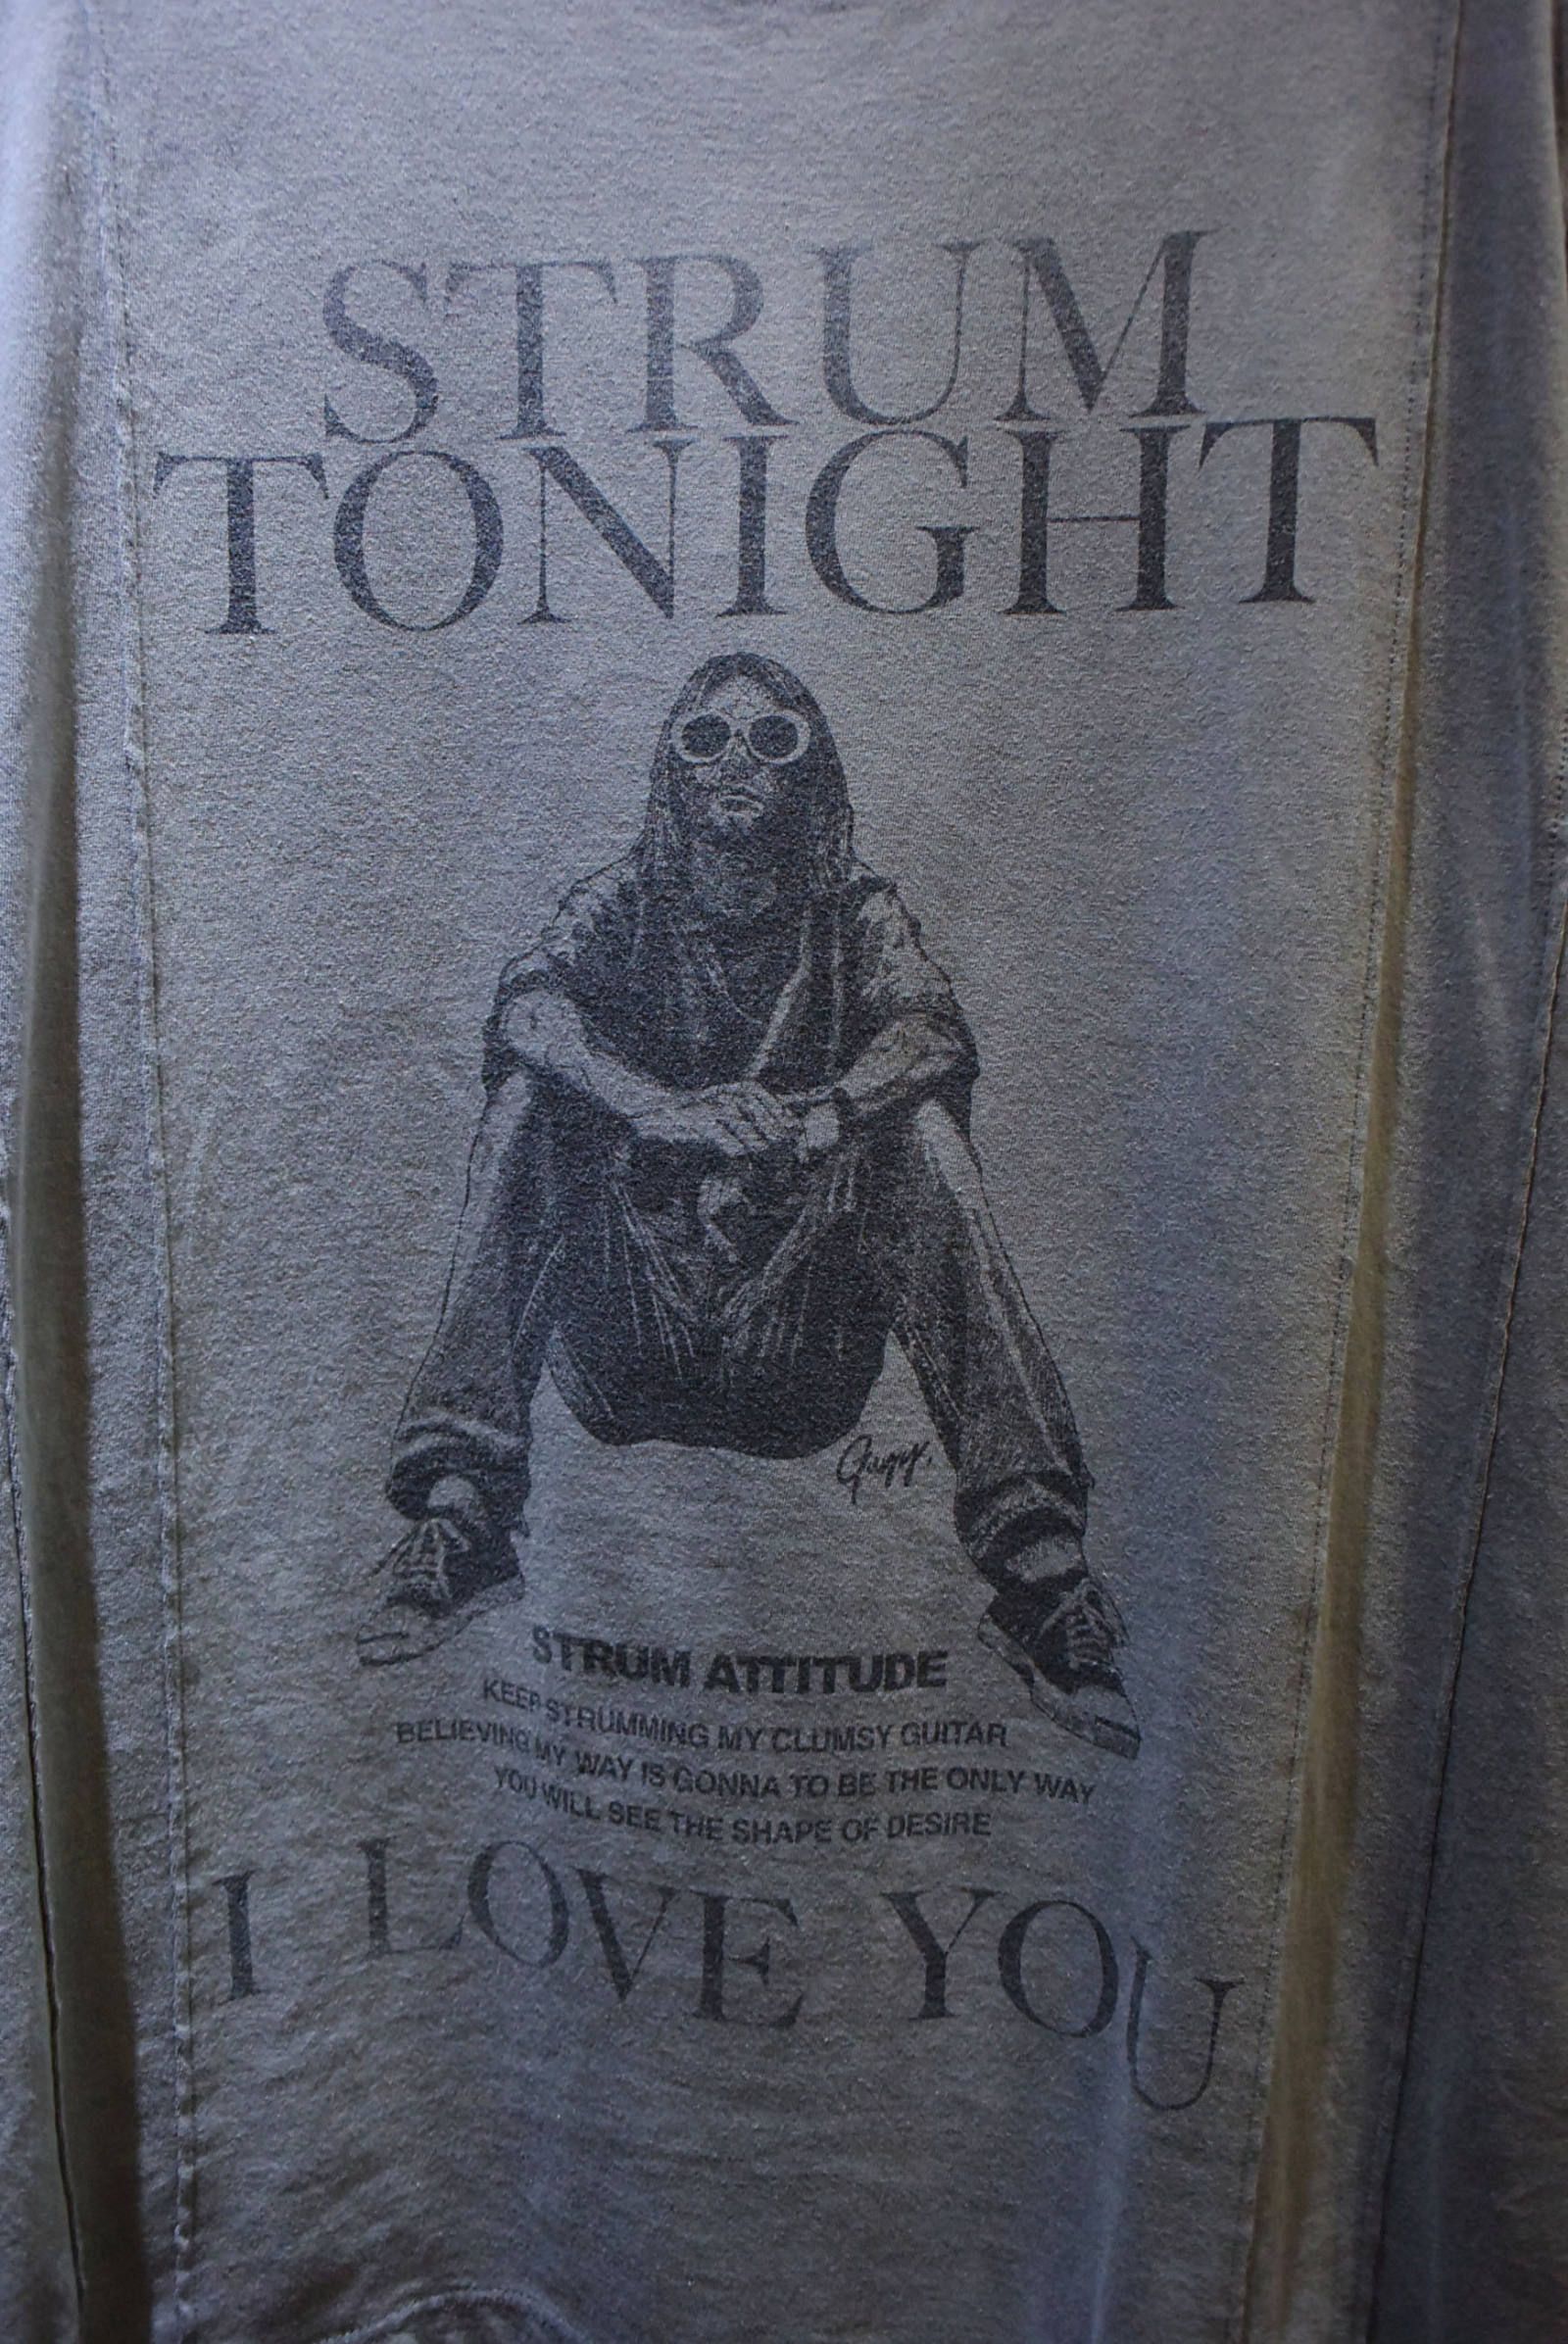 STRUM
TONIGHT
STRUM ATTITUDE
KEEP STRUMMING MY CLUMSY GUITAR
BELIEVING MY WAY IS GONNA TO BE THE ONLY WAY
YOU WILL SEE THE SHAPE OF DESIRE
I LOVE YOU